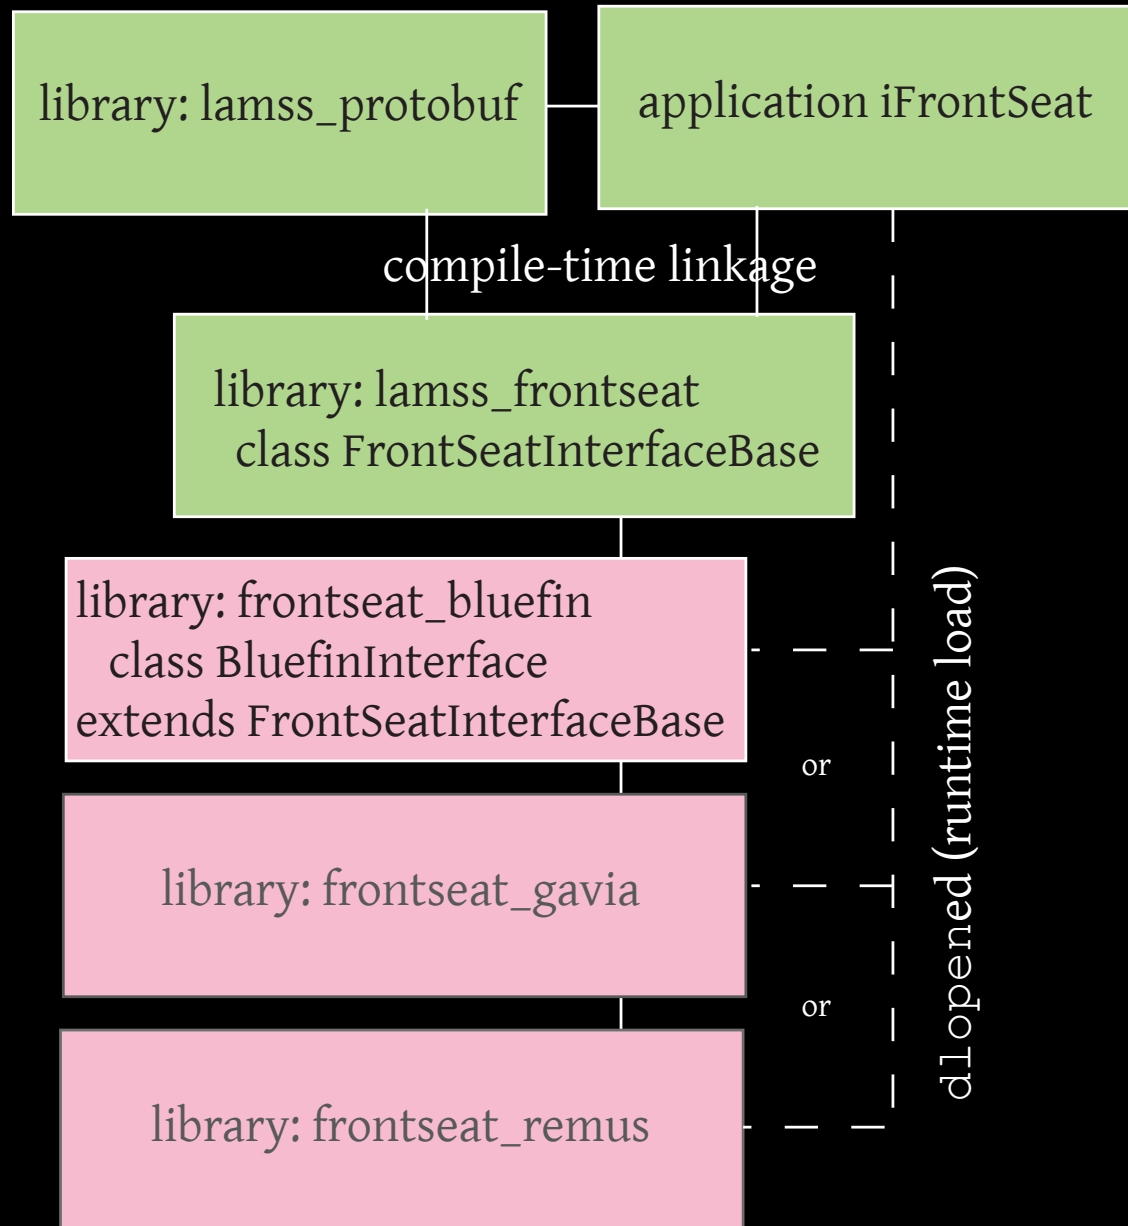 library: lamss_protobuf
application iFrontSeat
compile-time linkage
library: lamss_frontseat
class FrontSeatInterfaceBase
library: frontseat_bluefin
class BluefinInterface
extends FrontSeatInterfaceBase
or
library: frontseat_gavia
or
library: frontseat_remus
dlopened (runtime load)